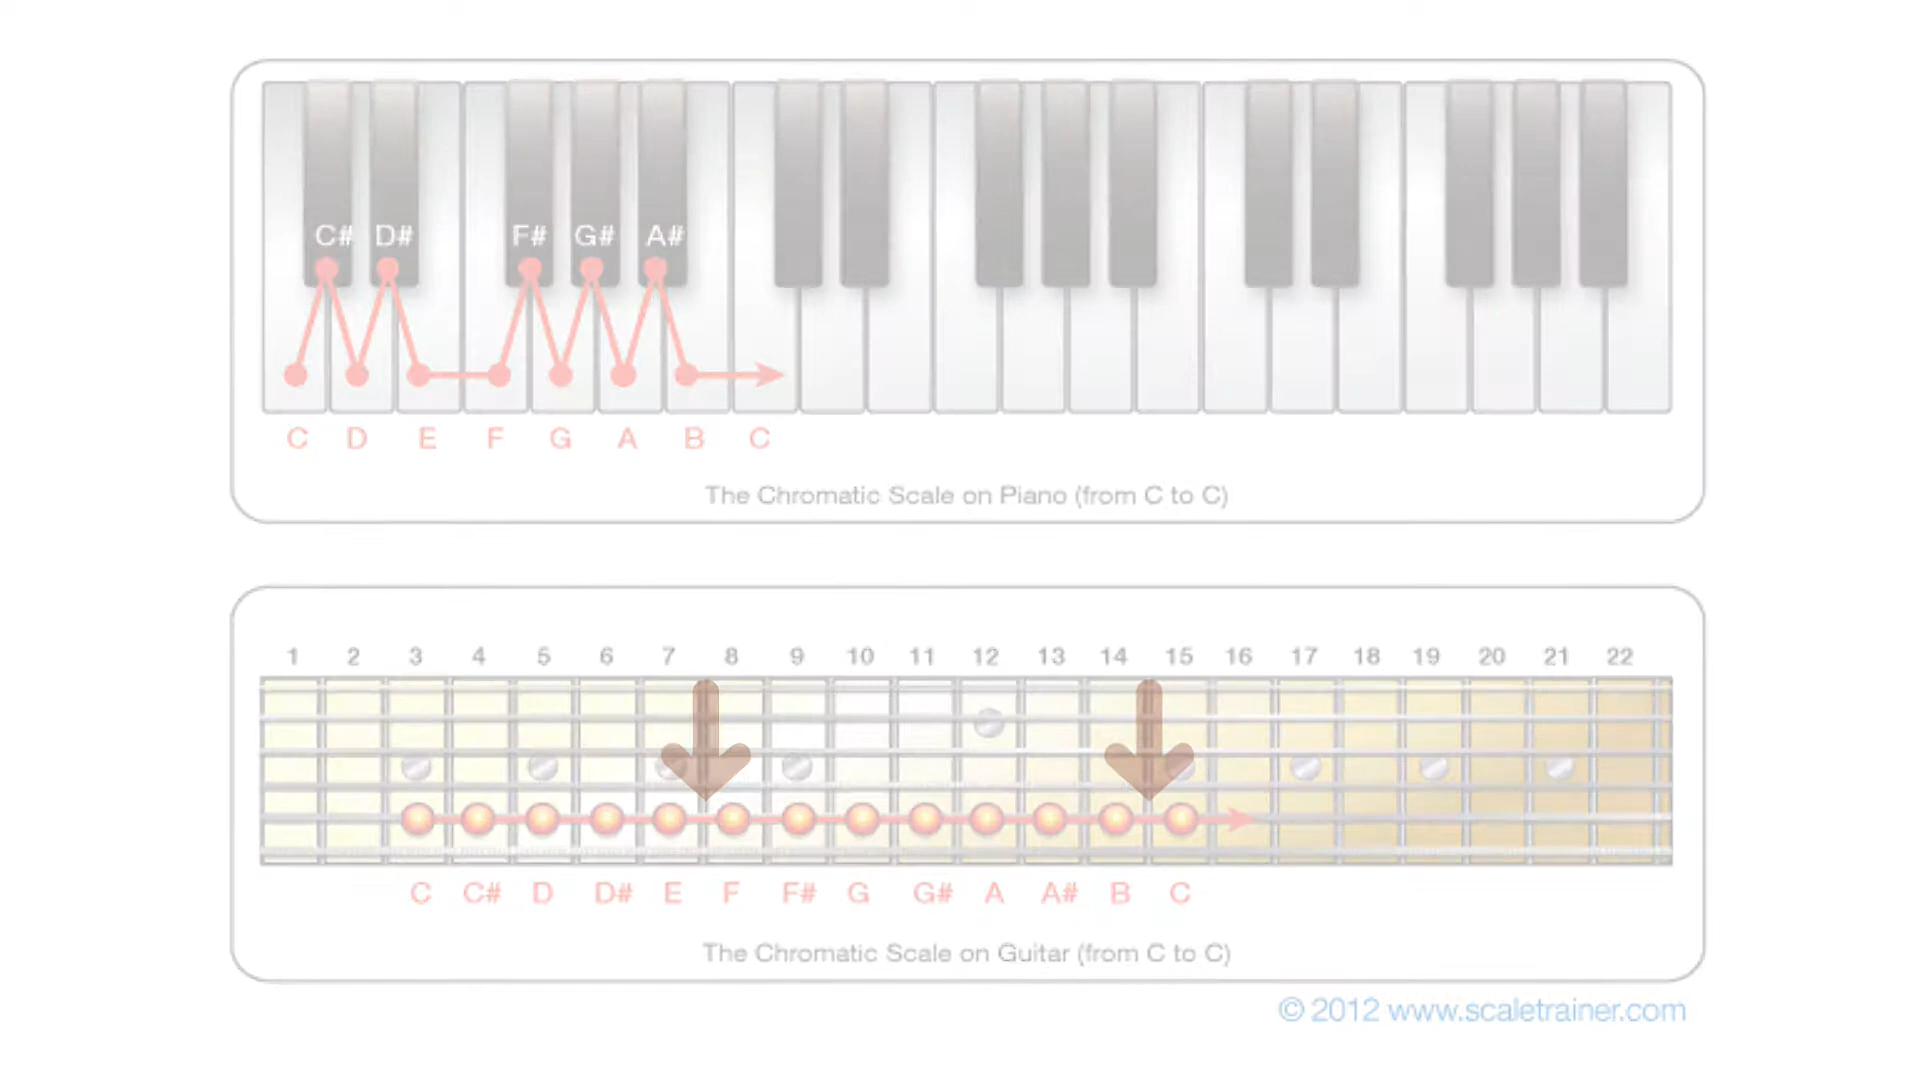 C# D# F# G# A#
C D E F G A B C
The Chromatic Scale on Piano (from C to C)
1 2 3 4 5 6 7 8 9 10 11 12 13 14 15 16 17 18 19 20 21 22
C C# D D# E F F# G G# A A# B C
The Chromatic Scale on Guitar (from C to C)
© 2012 www.scaletrainer.com